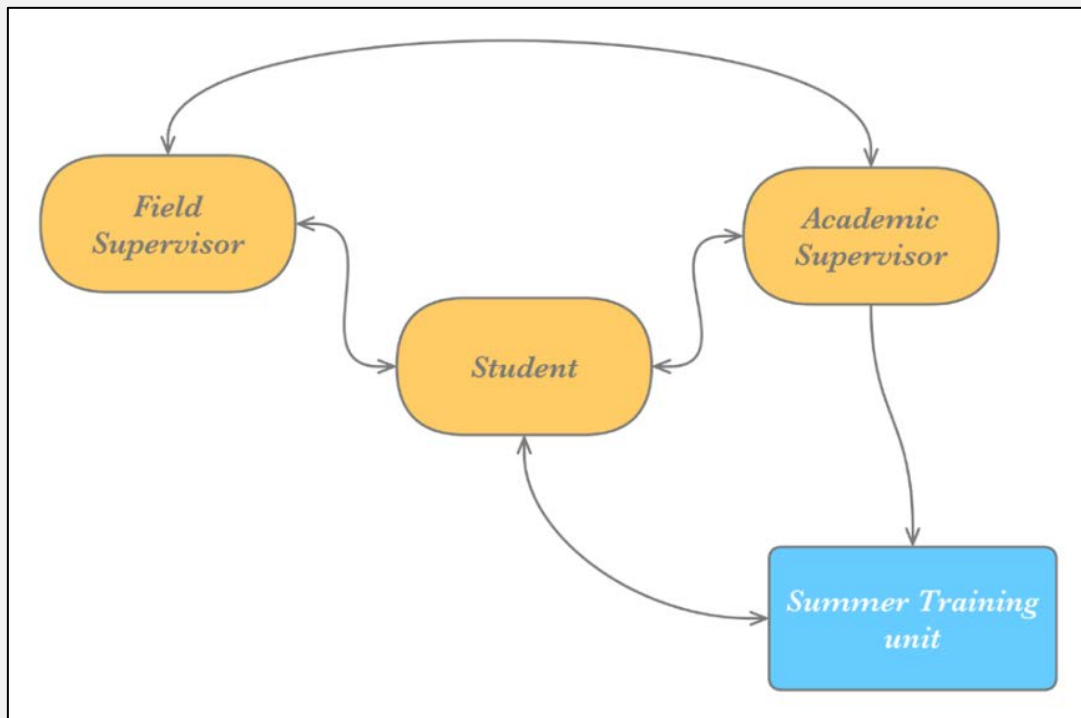 Field
Supervisor
Academic
Supervisor
Student
Summer Training
unit